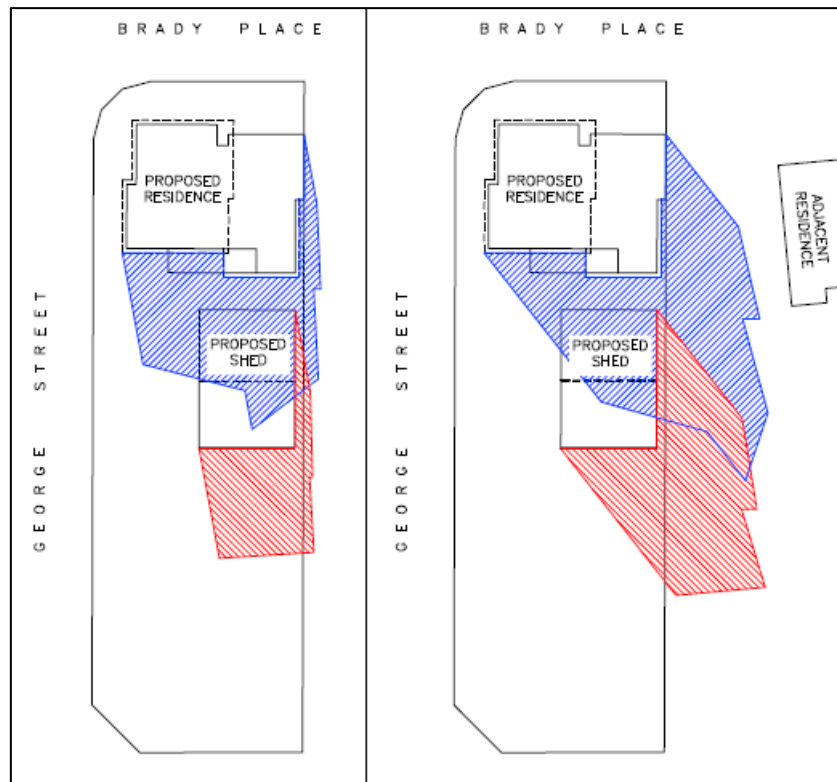 BRADY PLACE
PROPOSED
RESIDENCE
PROPOSED
SHED
GEORGE STREET
BRADY PLACE
PROPOSED
RESIDENCE
ADJACENT
RESIDENCE
PROPOSED
SHED
GEORGE STREET